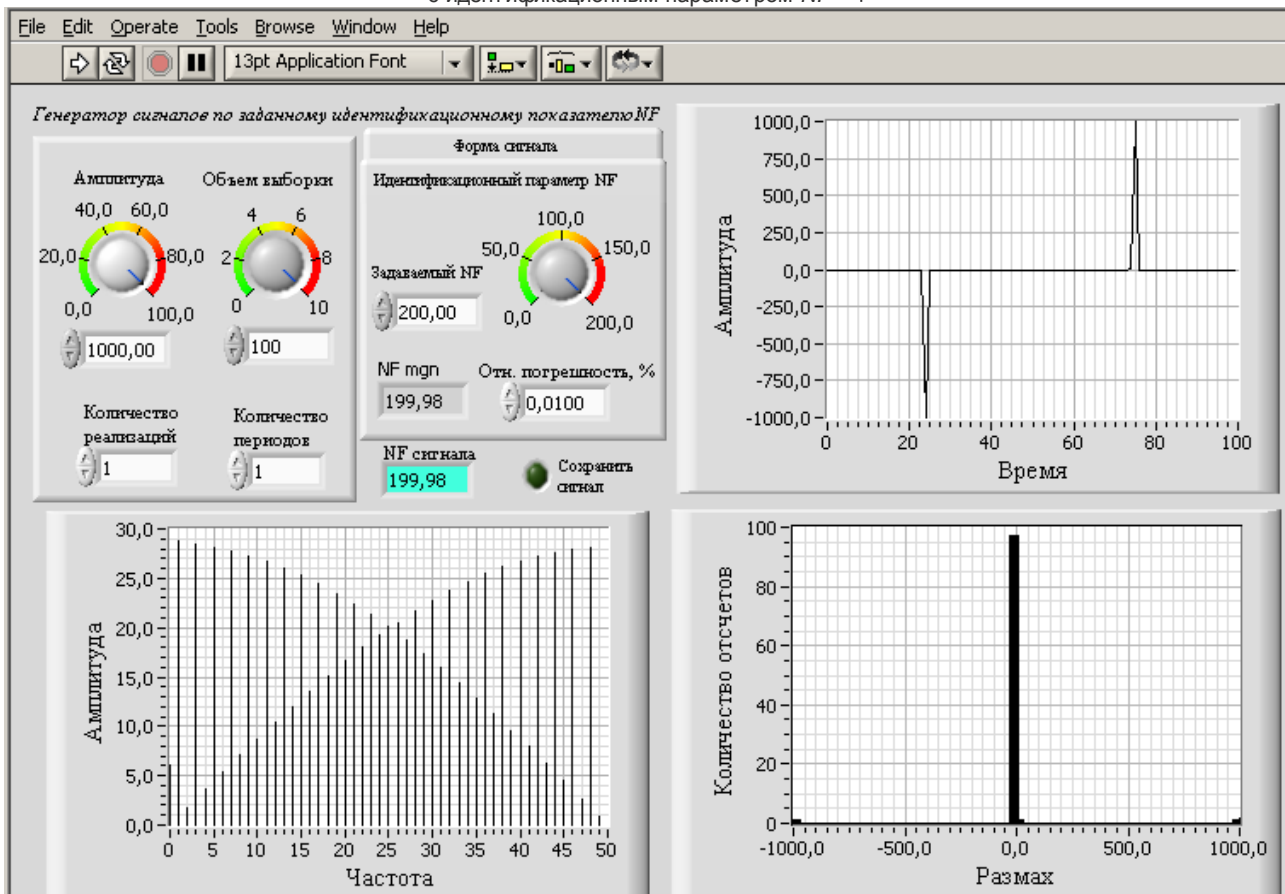 File Edit Operate Tools Browse Window Help
13pt Application Font
Генератор сигналов по заданному идентификационному показателю NF
Амплитуда
Объем выборки
40,0 60,0
20,0 80,0
0,0 100,0
1000,00
4 6
2 8
0 10
100
Количество реализаций
1
Количество периодов
1
Форма сигнала
Идентификационный параметр NF
100,0
50,0 150,0
0,0 200,0
Задаваемый NF
200,00
NF mgn
199,98
Отн. погрешность, %
0,0100
NF сигнала
199,98
Сохранить сигнал
Амплитуда
1000,0
750,0
500,0
250,0
0,0
-250,0
-500,0
-750,0
-1000,0
0 20 40 60 80 100
Время
Амплитуда
30,0
25,0
20,0
15,0
10,0
5,0
0,0
0 5 10 15 20 25 30 35 40 45 50
Частота
Количество отсчетов
100
80
60
40
20
0
-1000,0 -500,0 0,0 500,0 1000,0
Размах